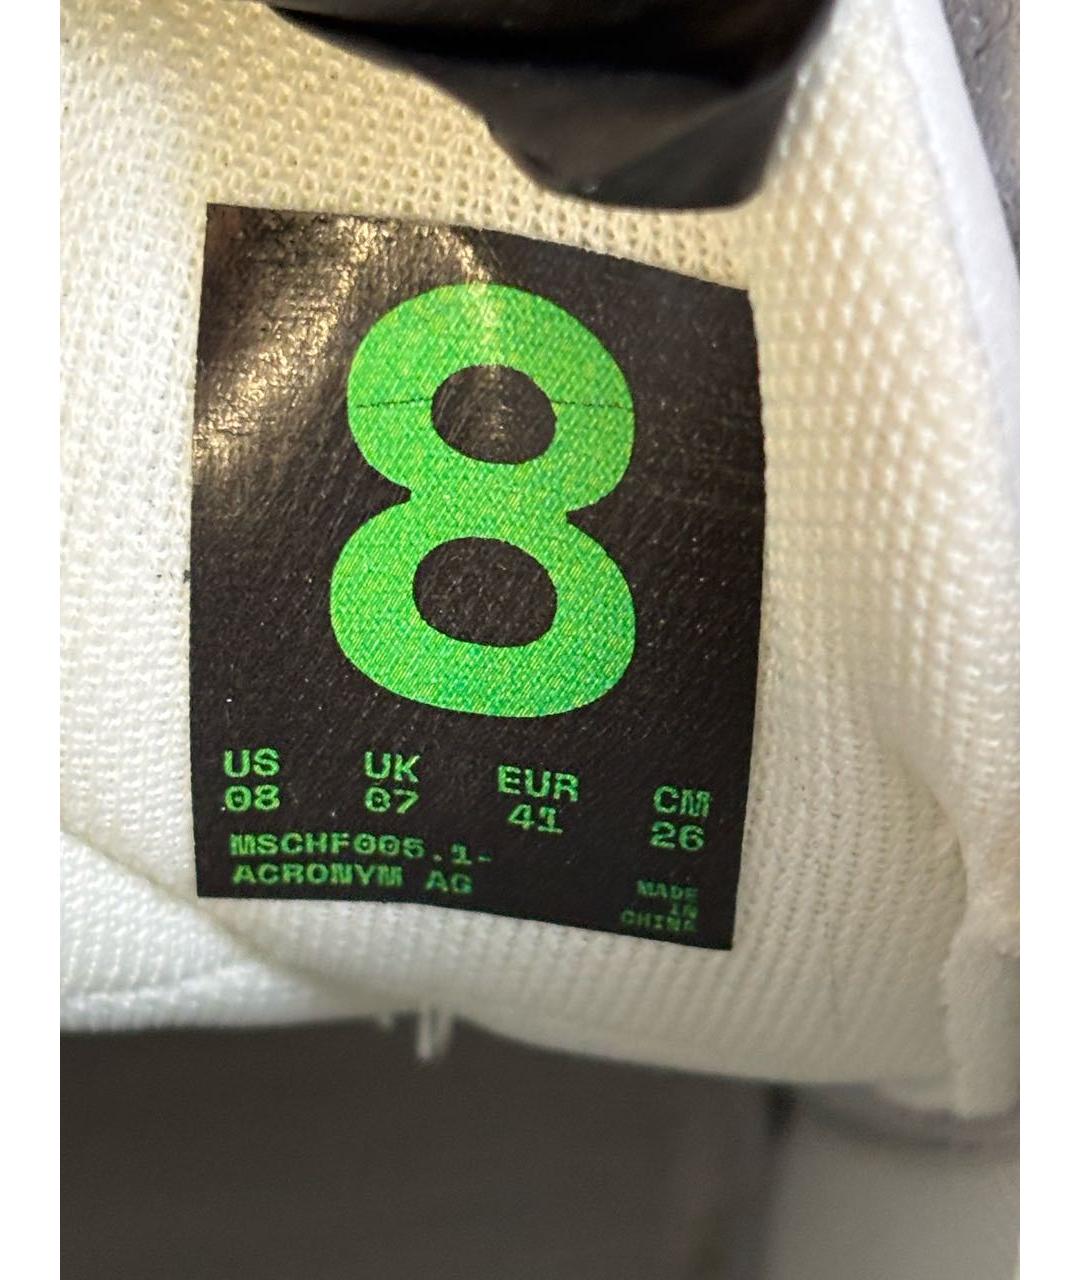 8
US UK EUR CM
08 07 41 26
MSCHF005.1-
ACRONYM AG
MADE
IN
CHINA